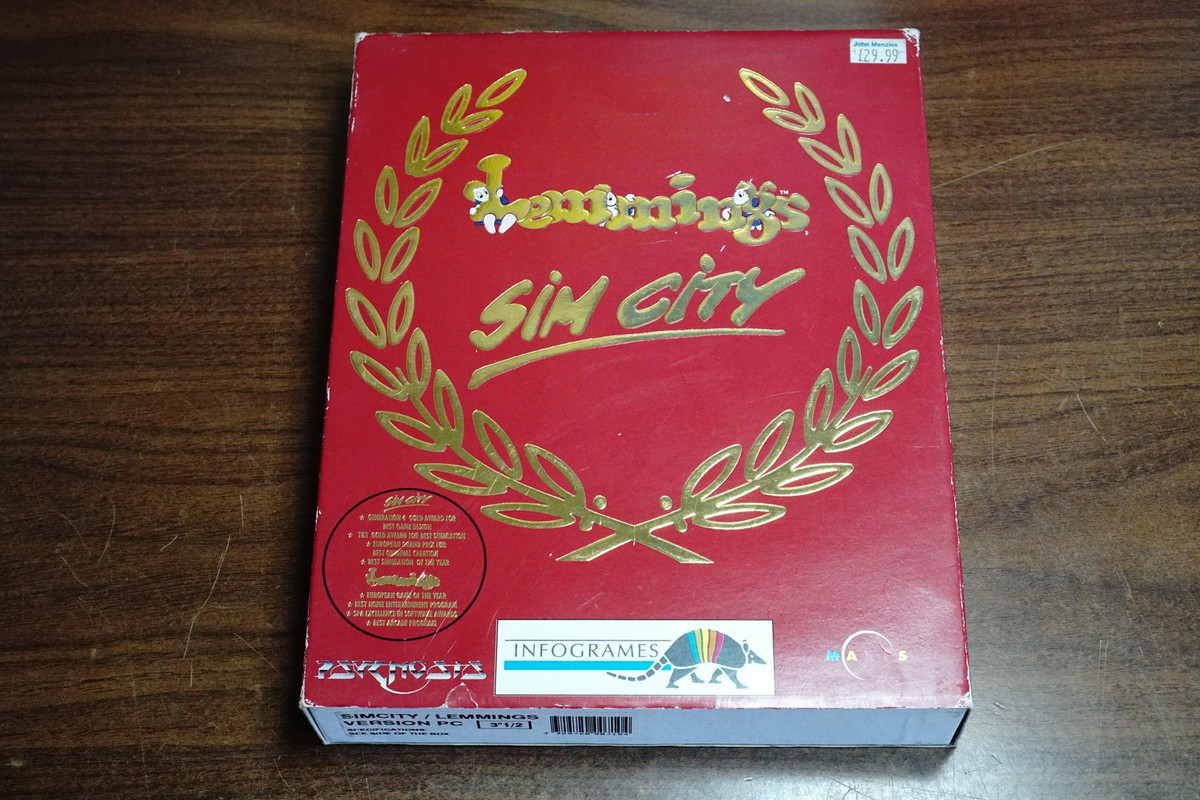 John Menzies
£29.99
Lemmings™
SIM CITY
SIM CITY
★ GENERATION 4 GOLD AWARD FOR
BEST GAME DESIGN
★ TILT GOLD AWARD FOR BEST SIMULATION
★ EUROPEAN GRAND PRIX FOR
BEST ORIGINAL CREATION
★ BEST SIMULATION OF THE YEAR
Lemmings
★ EUROPEAN GAME OF THE YEAR
★ BEST HOME ENTERTAINMENT PROGRAM
★ SPA EXCELLENCE IN SOFTWARE AWARDS
★ BEST ARCADE PROGRAM
PSYGNOSIS
INFOGRAMES
MAXIS
SIMCITY / LEMMINGS
VERSION PC [3"1/2]
SPECIFICATIONS:
SEE SIDE OF THE BOX